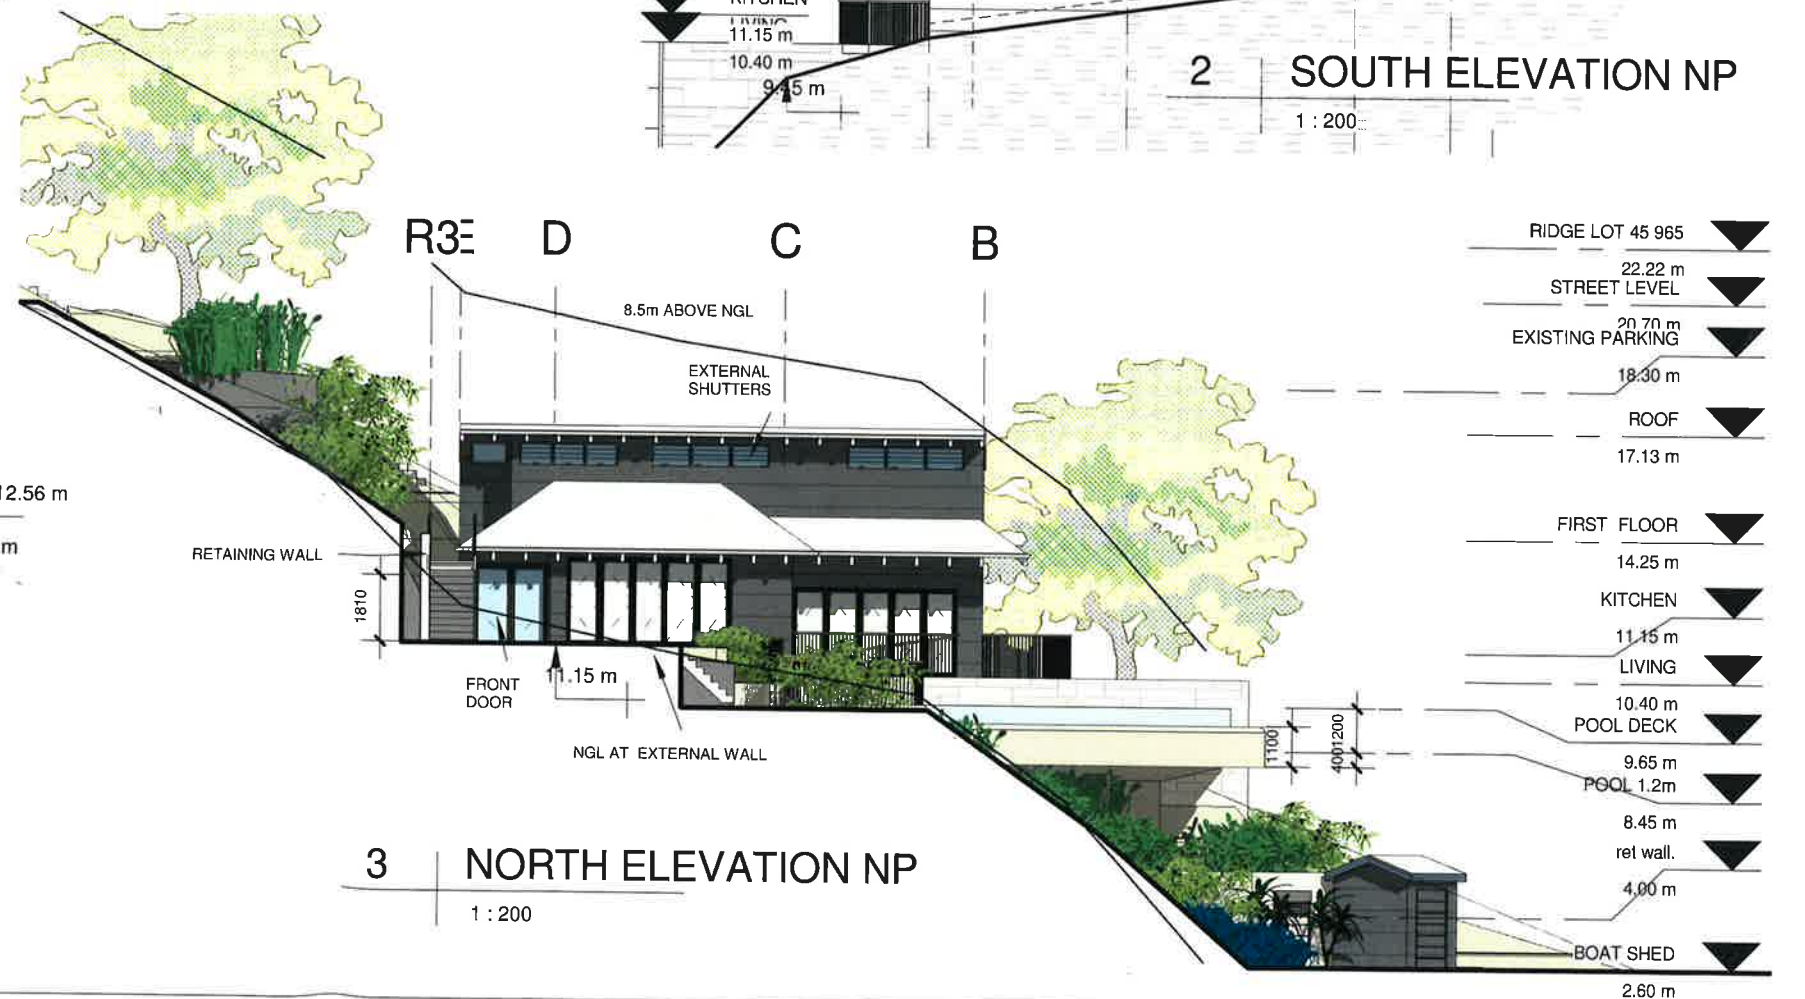 KITCHEN
LIVING
11.15 m
10.40 m
9.45 m
2 SOUTH ELEVATION NP
1 : 200
R3E D C B
8.5m ABOVE NGL
EXTERNAL
SHUTTERS
12.56 m
m
RETAINING WALL
1810
FRONT
DOOR
11.15 m
NGL AT EXTERNAL WALL
1100
400
1200
3 NORTH ELEVATION NP
1 : 200
RIDGE LOT 45 965
22.22 m
STREET LEVEL
20.70 m
EXISTING PARKING
18.30 m
ROOF
17.13 m
FIRST FLOOR
14.25 m
KITCHEN
11.15 m
LIVING
10.40 m
POOL DECK
9.65 m
POOL 1.2m
8.45 m
ret wall.
4.00 m
BOAT SHED
2.60 m